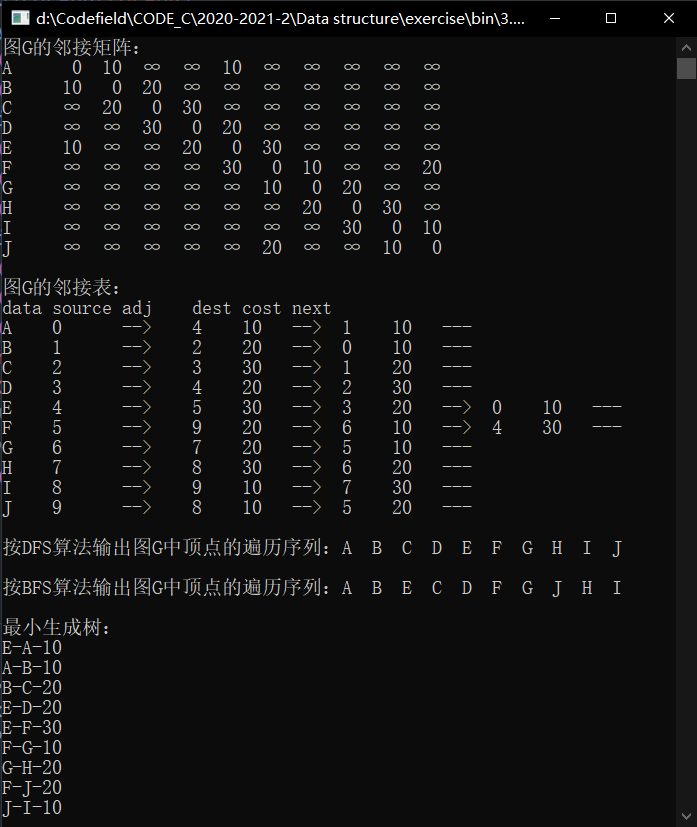 d:\Codefield\CODE_C\2020-2021-2\Data structure\exercise\bin\3....
图G的邻接矩阵:
A 0 10 ∞ ∞ 10 ∞ ∞ ∞ ∞ ∞
B 10 0 20 ∞ ∞ ∞ ∞ ∞ ∞ ∞
C ∞ 20 0 30 ∞ ∞ ∞ ∞ ∞ ∞
D ∞ ∞ 30 0 20 ∞ ∞ ∞ ∞ ∞
E 10 ∞ ∞ 20 0 30 ∞ ∞ ∞ ∞
F ∞ ∞ ∞ ∞ 30 0 10 ∞ ∞ 20
G ∞ ∞ ∞ ∞ ∞ 10 0 20 ∞ ∞
H ∞ ∞ ∞ ∞ ∞ ∞ 20 0 30 ∞
I ∞ ∞ ∞ ∞ ∞ ∞ ∞ 30 0 10
J ∞ ∞ ∞ ∞ ∞ 20 ∞ ∞ 10 0
图G的邻接表:
data source adj dest cost next
A 0 --> 4 10 --> 1 10 ---
B 1 --> 2 20 --> 0 10 ---
C 2 --> 3 30 --> 1 20 ---
D 3 --> 4 20 --> 2 30 ---
E 4 --> 5 30 --> 3 20 --> 0 10 ---
F 5 --> 9 20 --> 6 10 --> 4 30 ---
G 6 --> 7 20 --> 5 10 ---
H 7 --> 8 30 --> 6 20 ---
I 8 --> 9 10 --> 7 30 ---
J 9 --> 8 10 --> 5 20 ---
按DFS算法输出图G中顶点的遍历序列: A B C D E F G H I J
按BFS算法输出图G中顶点的遍历序列: A B E C D F G J H I
最小生成树:
E-A-10
A-B-10
B-C-20
E-D-20
E-F-30
F-G-10
G-H-20
F-J-20
J-I-10